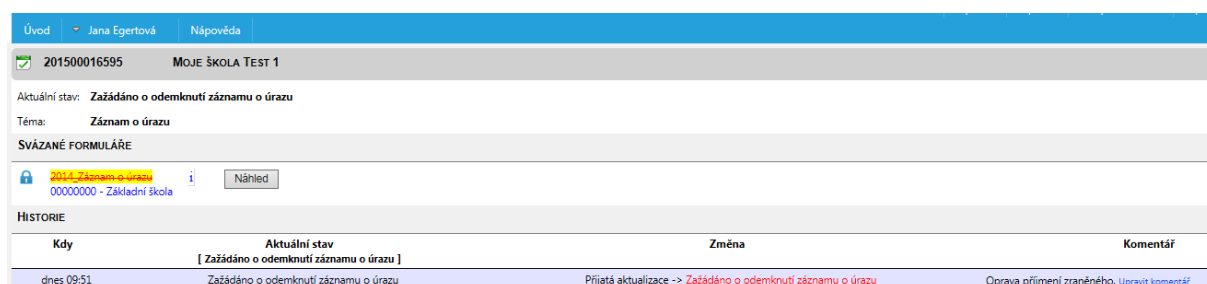 Úvod Jana Egertová Nápověda
201500016595 MOJE ŠKOLA TEST 1
Aktuální stav: Zažádáno o odemknutí záznamu o úrazu
Téma: Záznam o úrazu
SVÁZANÉ FORMULÁŘE
2014_Záznam o úrazu 1 Náhled
00000000 - Základní škola
HISTORIE
Kdy Aktuální stav Změna Komentář
[ Zažádáno o odemknutí záznamu o úrazu ]
dnes 09:51 Zažádáno o odemknutí záznamu o úrazu Přijatá aktualizace -> Zažádáno o odemknutí záznamu o úrazu Oprava příjmení zraněného. Upravit komentář